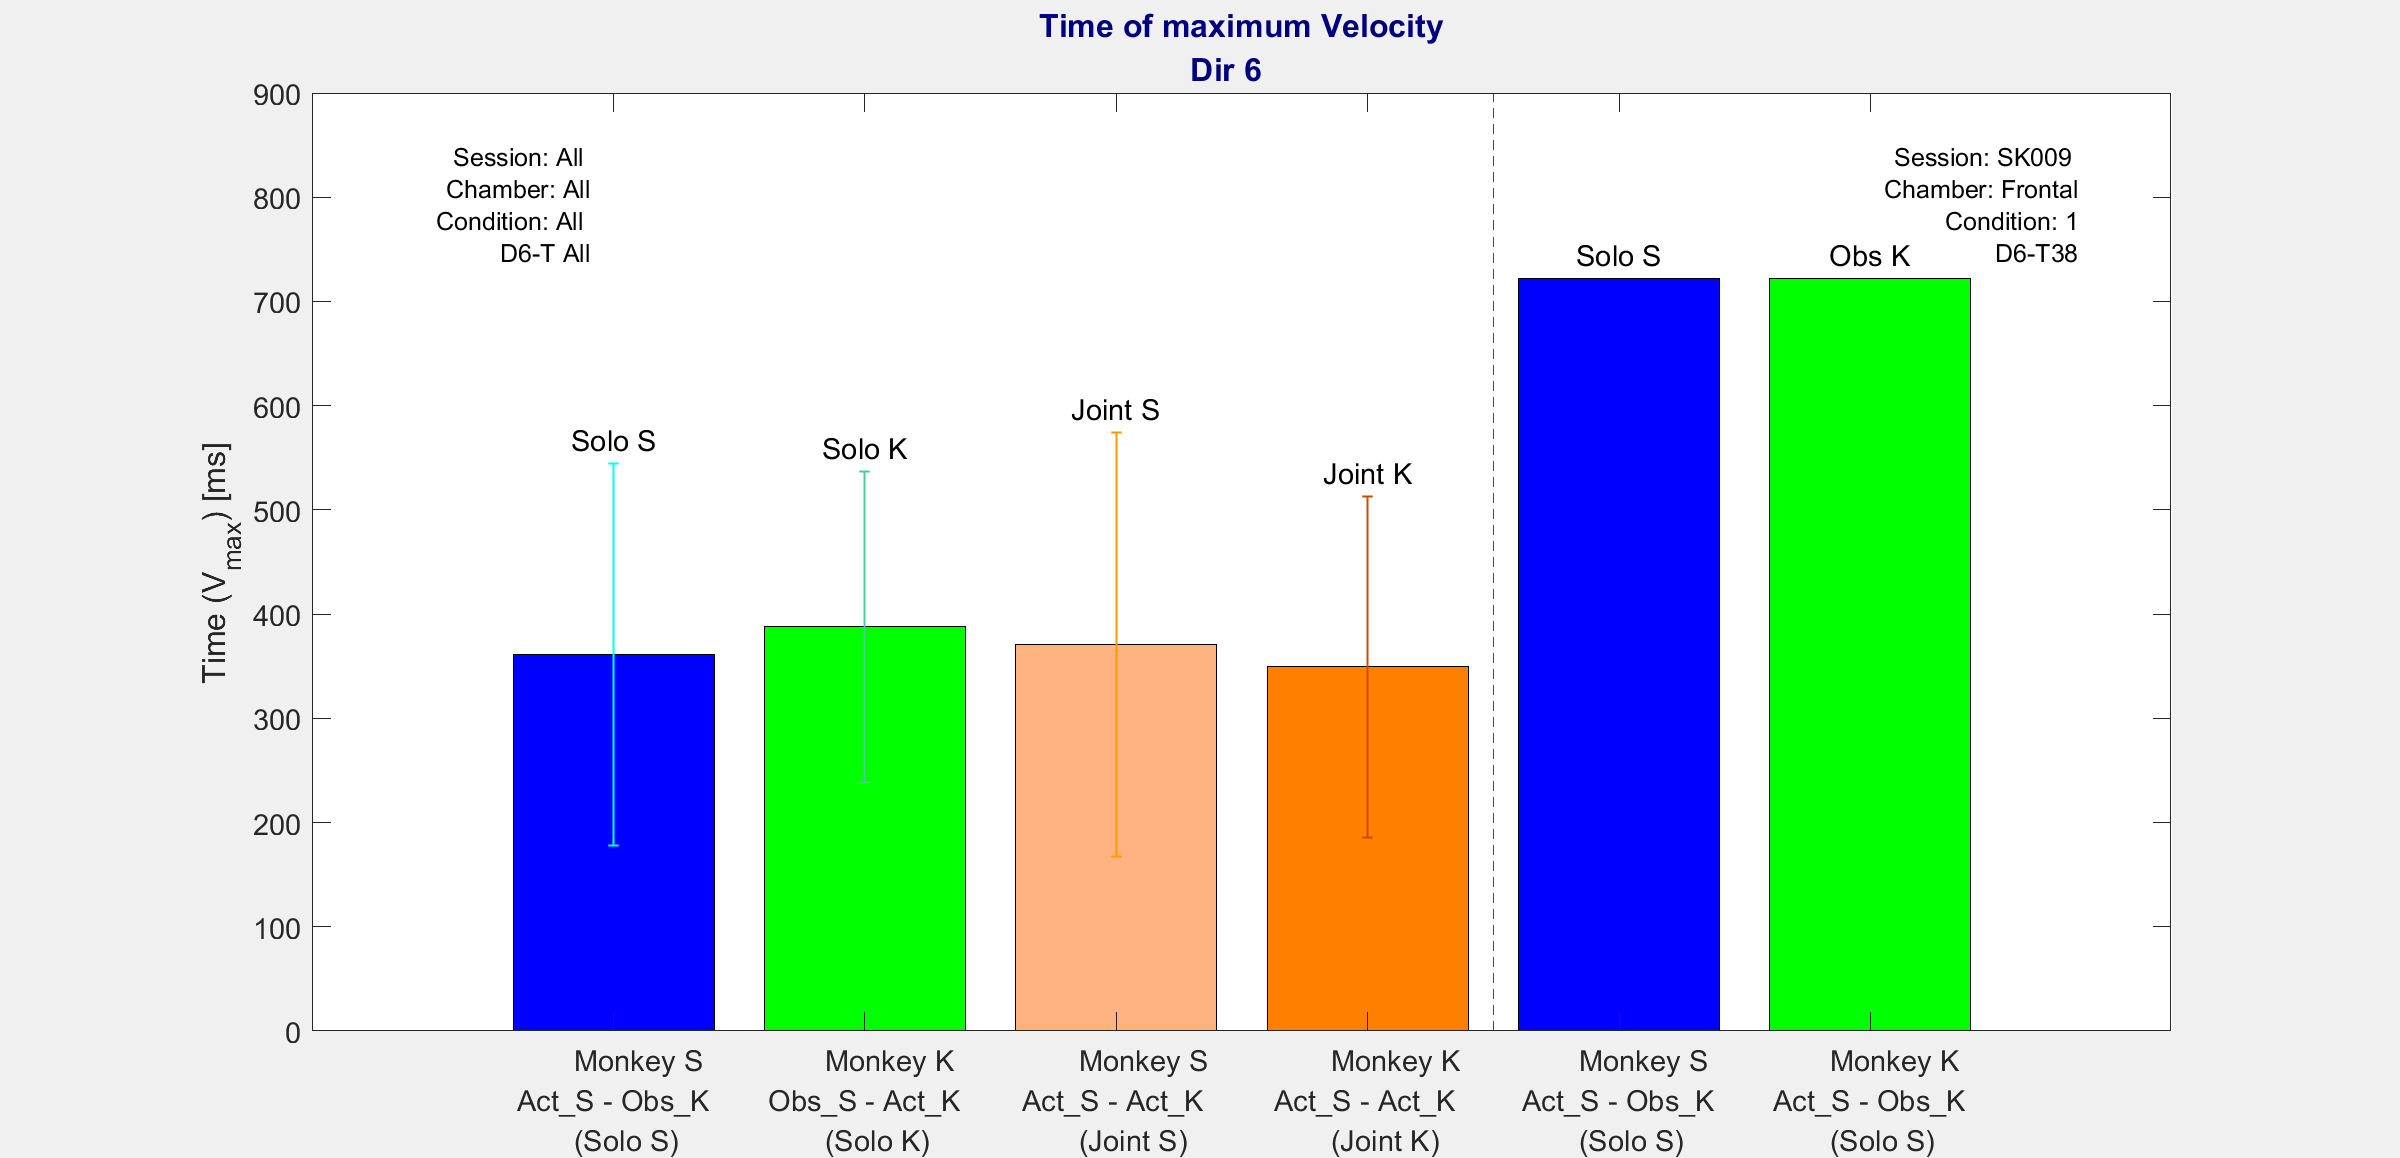 Time of maximum Velocity
Dir 6
900
800
700
600
500
400
300
200
100
0
Time (Vmax) [ms]
Session: All
Chamber: All
Condition: All
D6-T All
Session: SK009
Chamber: Frontal
Condition: 1
D6-T38
Solo S
Solo K
Joint S
Joint K
Solo S
Obs K
Monkey S
Act_S - Obs_K
(Solo S)
Monkey K
Obs_S - Act_K
(Solo K)
Monkey S
Act_S - Act_K
(Joint S)
Monkey K
Act_S - Act_K
(Joint K)
Monkey S
Act_S - Obs_K
(Solo S)
Monkey K
Act_S - Obs_K
(Solo S)